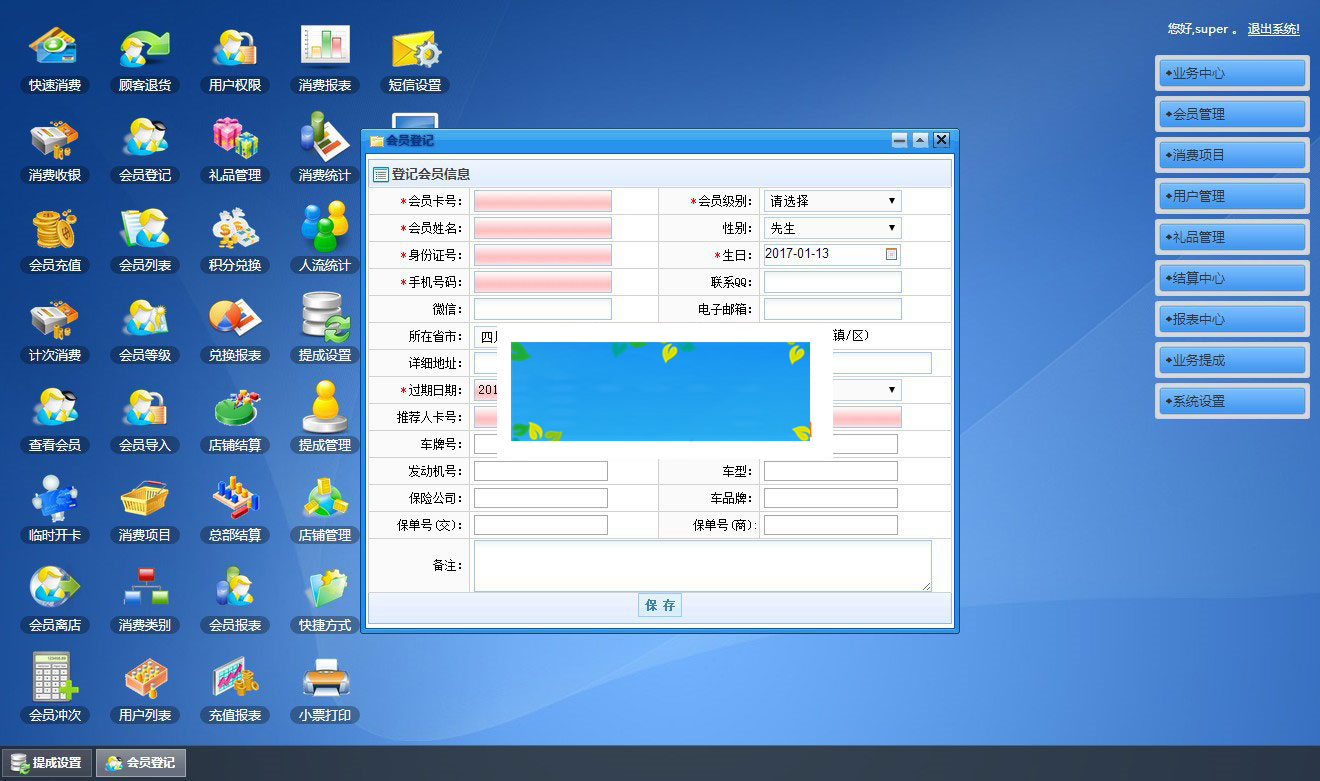 您好,super 。 退出系统!
快速消费 顾客退货 用户权限 消费报表 短信设置
消费收银 会员登记 礼品管理 消费统计
会员充值 会员列表 积分兑换 人流统计
计次消费 会员等级 兑换报表 提成设置
查看会员 会员导入 店铺结算 提成管理
临时开卡 消费项目 总部结算 店铺管理
会员离店 消费类别 会员报表 快捷方式
会员冲次 用户列表 充值报表 小票打印
会员登记
登记会员信息
*会员卡号: *会员级别: 请选择
*会员姓名: 性别: 先生
*身份证号: *生日: 2017-01-13
*手机号码: 联系QQ:
微信: 电子邮箱:
所在省市: 四 镇/区)
详细地址:
*过期日期: 201
推荐人卡号:
车牌号:
发动机号: 车型:
保险公司: 车品牌:
保单号(交): 保单号(商):
备注:
保 存
◆业务中心
◆会员管理
◆消费项目
◆用户管理
◆礼品管理
◆结算中心
◆报表中心
◆业务提成
◆系统设置
提成设置 会员登记